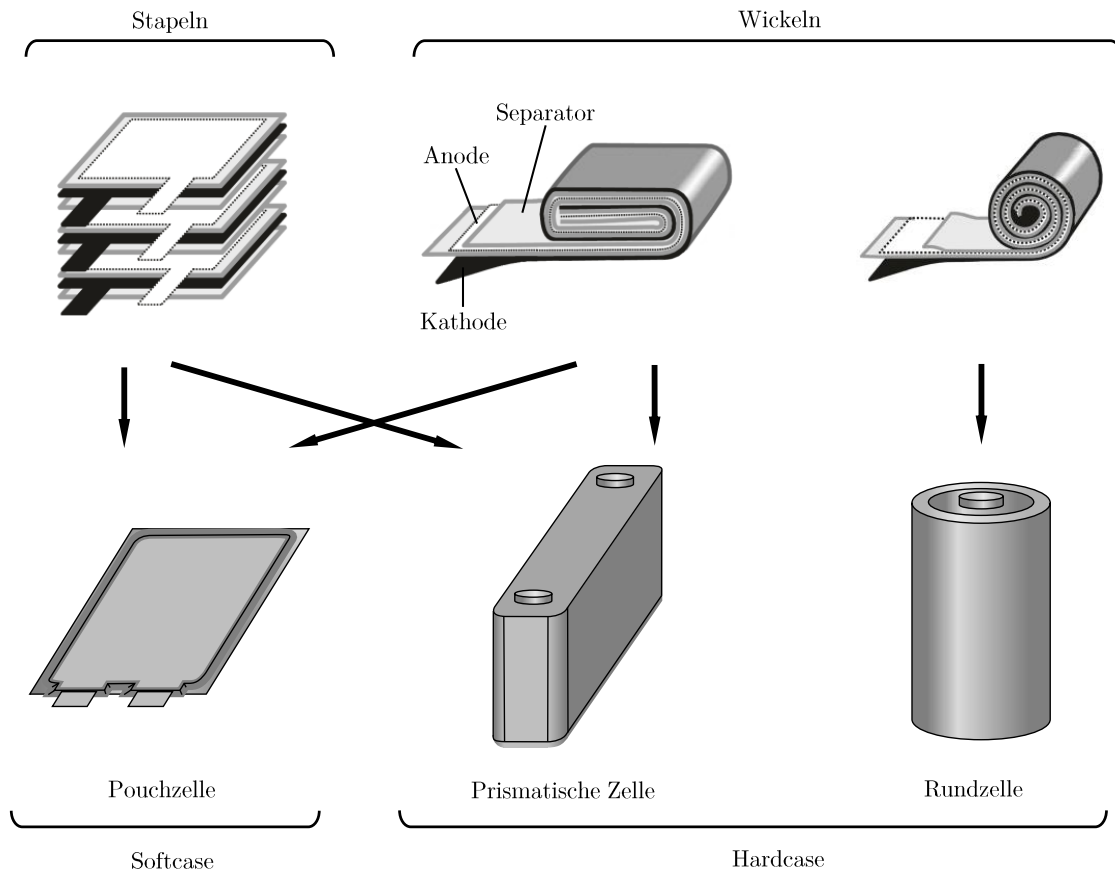 Stapeln
Wickeln
Separator
Anode
Kathode
Pouchzelle
Prismatische Zelle
Rundzelle
Softcase
Hardcase